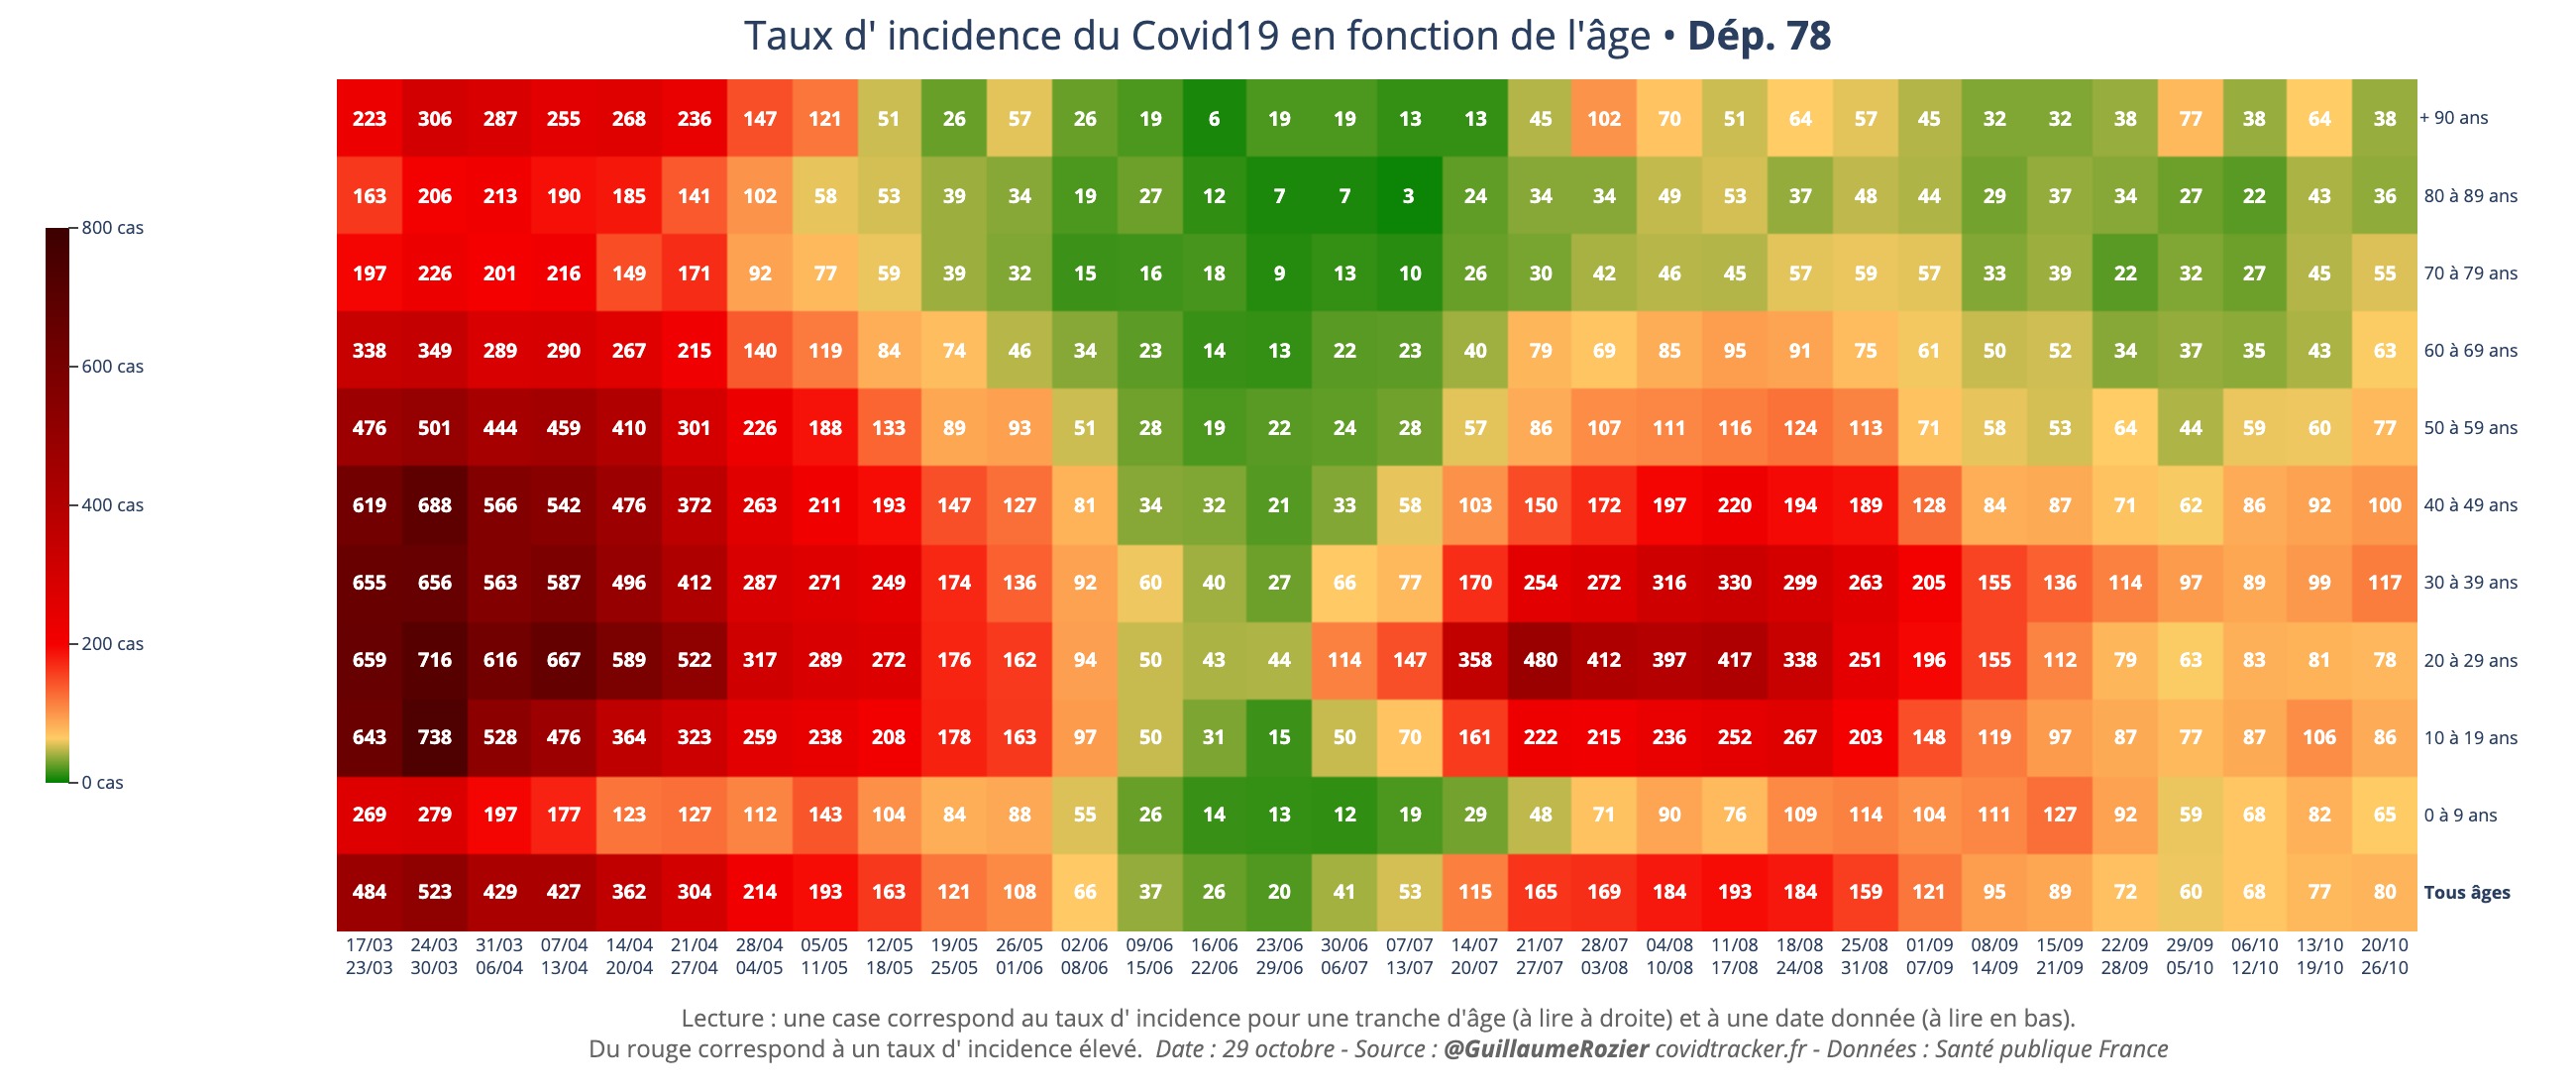 Taux d' incidence du Covid19 en fonction de l'âge • Dép. 78
223 306 287 255 268 236 147 121 51 26 57 26 19 6 19 19 13 13 45 102 70 51 64 57 45 32 32 38 77 38 64 38 + 90 ans
163 206 213 190 185 141 102 58 53 39 34 19 27 12 7 7 3 24 34 34 49 53 37 48 44 29 37 34 27 22 43 36 80 à 89 ans
197 226 201 216 149 171 92 77 59 39 32 15 16 18 9 13 10 26 30 42 46 45 57 59 57 33 39 22 32 27 45 55 70 à 79 ans
338 349 289 290 267 215 140 119 84 74 46 34 23 14 13 22 23 40 79 69 85 95 91 75 61 50 52 34 37 35 43 63 60 à 69 ans
476 501 444 459 410 301 226 188 133 89 93 51 28 19 22 24 28 57 86 107 111 116 124 113 71 58 53 64 44 59 60 77 50 à 59 ans
619 688 566 542 476 372 263 211 193 147 127 81 34 32 21 33 58 103 150 172 197 220 194 189 128 84 87 71 62 86 92 100 40 à 49 ans
655 656 563 587 496 412 287 271 249 174 136 92 60 40 27 66 77 170 254 272 316 330 299 263 205 155 136 114 97 89 99 117 30 à 39 ans
659 716 616 667 589 522 317 289 272 176 162 94 50 43 44 114 147 358 480 412 397 417 338 251 196 155 112 79 63 83 81 78 20 à 29 ans
643 738 528 476 364 323 259 238 208 178 163 97 50 31 15 50 70 161 222 215 236 252 267 203 148 119 97 87 77 87 106 86 10 à 19 ans
269 279 197 177 123 127 112 143 104 84 88 55 26 14 13 12 19 29 48 71 90 76 109 114 104 111 127 92 59 68 82 65 0 à 9 ans
484 523 429 427 362 304 214 193 163 121 108 66 37 26 20 41 53 115 165 169 184 193 184 159 121 95 89 72 60 68 77 80 Tous âges
17/03 24/03 31/03 07/04 14/04 21/04 28/04 05/05 12/05 19/05 26/05 02/06 09/06 16/06 23/06 30/06 07/07 14/07 21/07 28/07 04/08 11/08 18/08 25/08 01/09 08/09 15/09 22/09 29/09 06/10 13/10 20/10
23/03 30/03 06/04 13/04 20/04 27/04 04/05 11/05 18/05 25/05 01/06 08/06 15/06 22/06 29/06 06/07 13/07 20/07 27/07 03/08 10/08 17/08 24/08 31/08 07/09 14/09 21/09 28/09 05/10 12/10 19/10 26/10
800 cas
600 cas
400 cas
200 cas
0 cas
Lecture : une case correspond au taux d' incidence pour une tranche d'âge (à lire à droite) et à une date donnée (à lire en bas).
Du rouge correspond à un taux d' incidence élevé. Date : 29 octobre - Source : @GuillaumeRozier covidtracker.fr - Données : Santé publique France